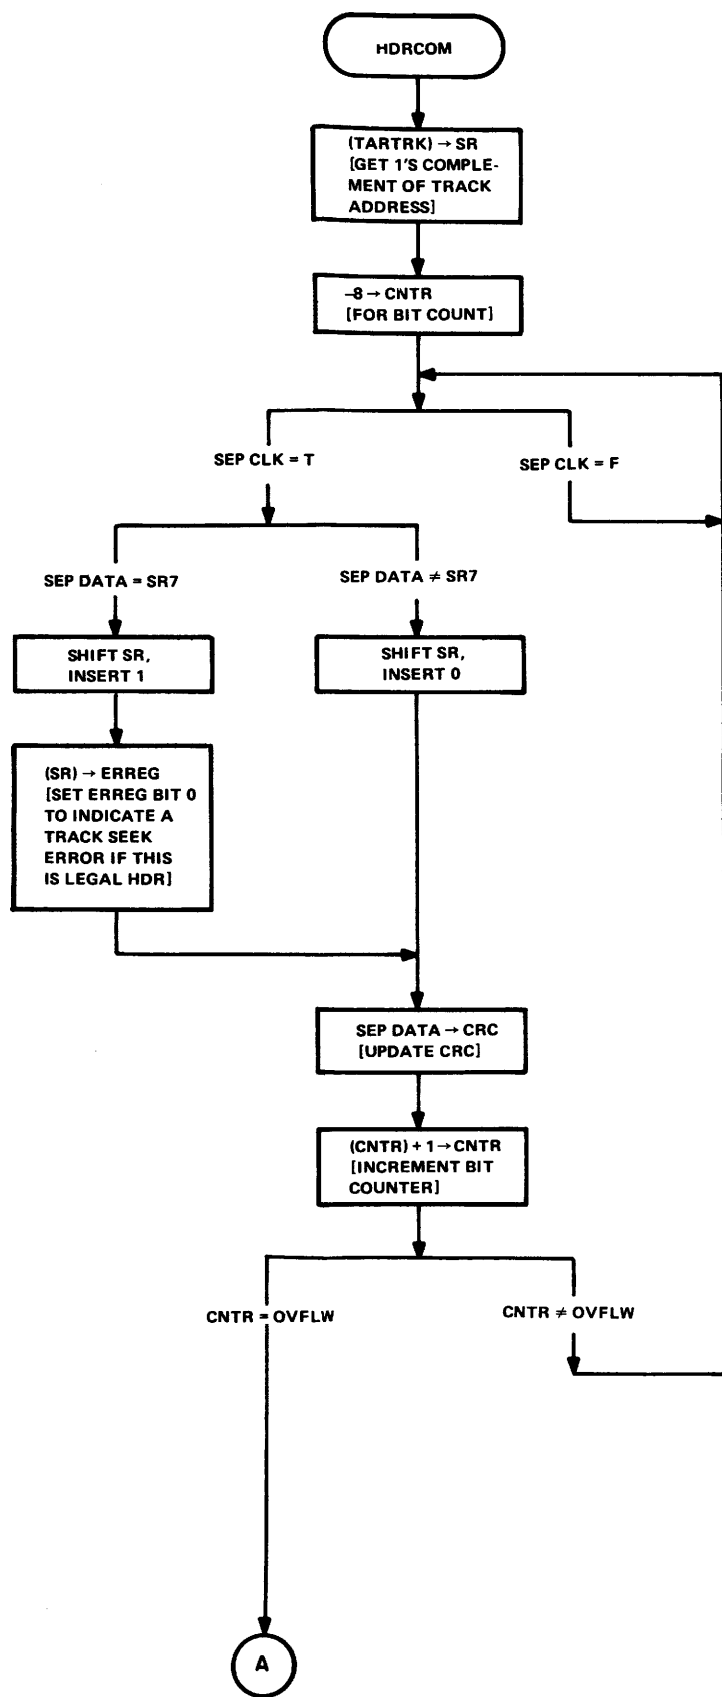 HDRCOM
(TARTRK) → SR
[GET 1'S COMPLE-
MENT OF TRACK
ADDRESS]
–8 → CNTR
[FOR BIT COUNT]
SEP CLK = T
SEP CLK = F
SEP DATA = SR7
SEP DATA ≠ SR7
SHIFT SR,
INSERT 1
SHIFT SR,
INSERT 0
(SR) → ERREG
[SET ERREG BIT 0
TO INDICATE A
TRACK SEEK
ERROR IF THIS
IS LEGAL HDR]
SEP DATA → CRC
[UPDATE CRC]
(CNTR) + 1 → CNTR
[INCREMENT BIT
COUNTER]
CNTR = OVFLW
CNTR ≠ OVFLW
A